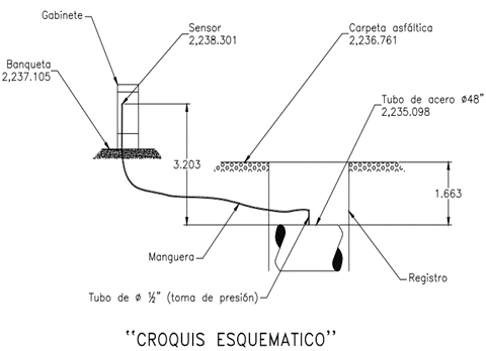 Gabinete
Sensor
2,238.301
Carpeta asfáltica
2,236.761
Banqueta
2,237.105
Tubo de acero ø48"
2,235.098
3.203
1.663
Manguera
Registro
Tubo de ø ½" (toma de presión)
"CROQUIS ESQUEMATICO"